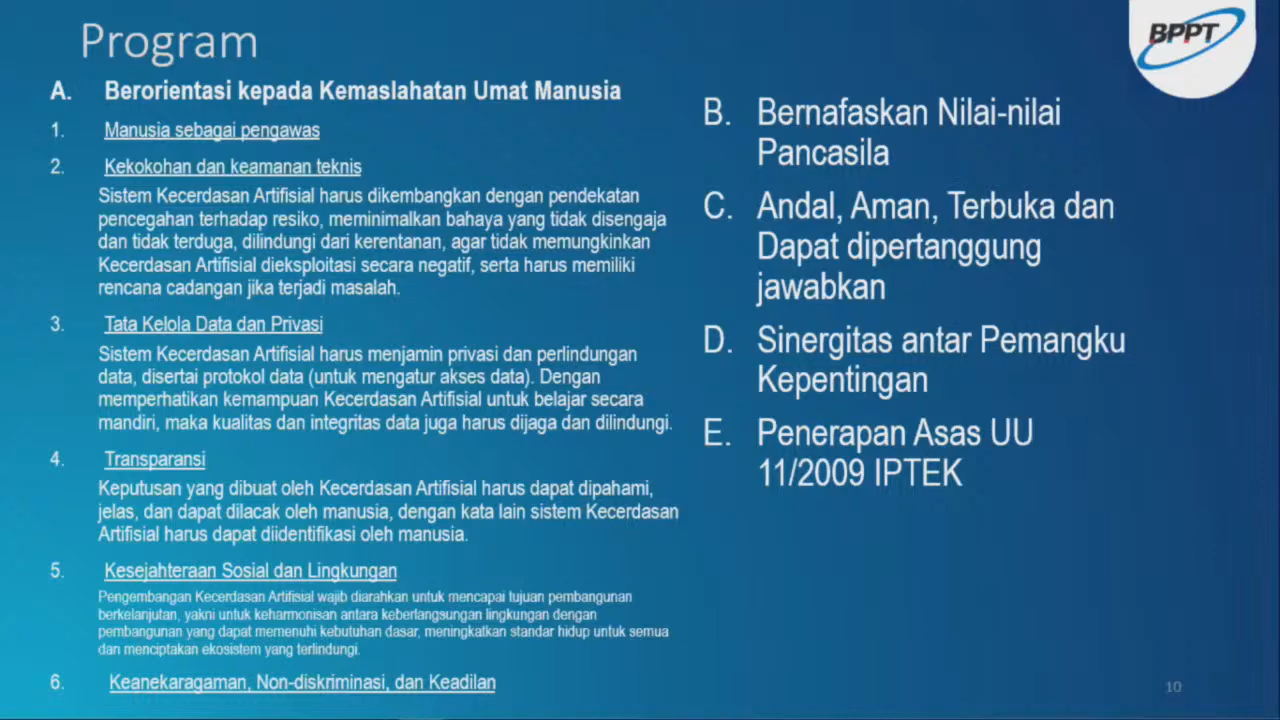 Program
BPPT
A. Berorientasi kepada Kemaslahatan Umat Manusia
1. Manusia sebagai pengawas
2. Kekokohan dan keamanan teknis
Sistem Kecerdasan Artifisial harus dikembangkan dengan pendekatan
pencegahan terhadap resiko, meminimalkan bahaya yang tidak disengaja
dan tidak terduga, dilindungi dari kerentanan, agar tidak memungkinkan
Kecerdasan Artifisial dieksploitasi secara negatif, serta harus memiliki
rencana cadangan jika terjadi masalah.
3. Tata Kelola Data dan Privasi
Sistem Kecerdasan Artifisial harus menjamin privasi dan perlindungan
data, disertai protokol data (untuk mengatur akses data). Dengan
memperhatikan kemampuan Kecerdasan Artifisial untuk belajar secara
mandiri, maka kualitas dan integritas data juga harus dijaga dan dilindungi.
4. Transparansi
Keputusan yang dibuat oleh Kecerdasan Artifisial harus dapat dipahami,
jelas, dan dapat dilacak oleh manusia, dengan kata lain sistem Kecerdasan
Artifisial harus dapat diidentifikasi oleh manusia.
5. Kesejahteraan Sosial dan Lingkungan
Pengembangan Kecerdasan Artifisial wajib diarahkan untuk mencapai tujuan pembangunan
berkelanjutan, yakni untuk keharmonisan antara keberlangsungan lingkungan dengan
pembangunan yang dapat memenuhi kebutuhan dasar, meningkatkan standar hidup untuk semua
dan menciptakan ekosistem yang terlindungi.
6. Keanekaragaman, Non-diskriminasi, dan Keadilan
B. Bernafaskan Nilai-nilai
Pancasila
C. Andal, Aman, Terbuka dan
Dapat dipertanggung
jawabkan
D. Sinergitas antar Pemangku
Kepentingan
E. Penerapan Asas UU
11/2009 IPTEK
10